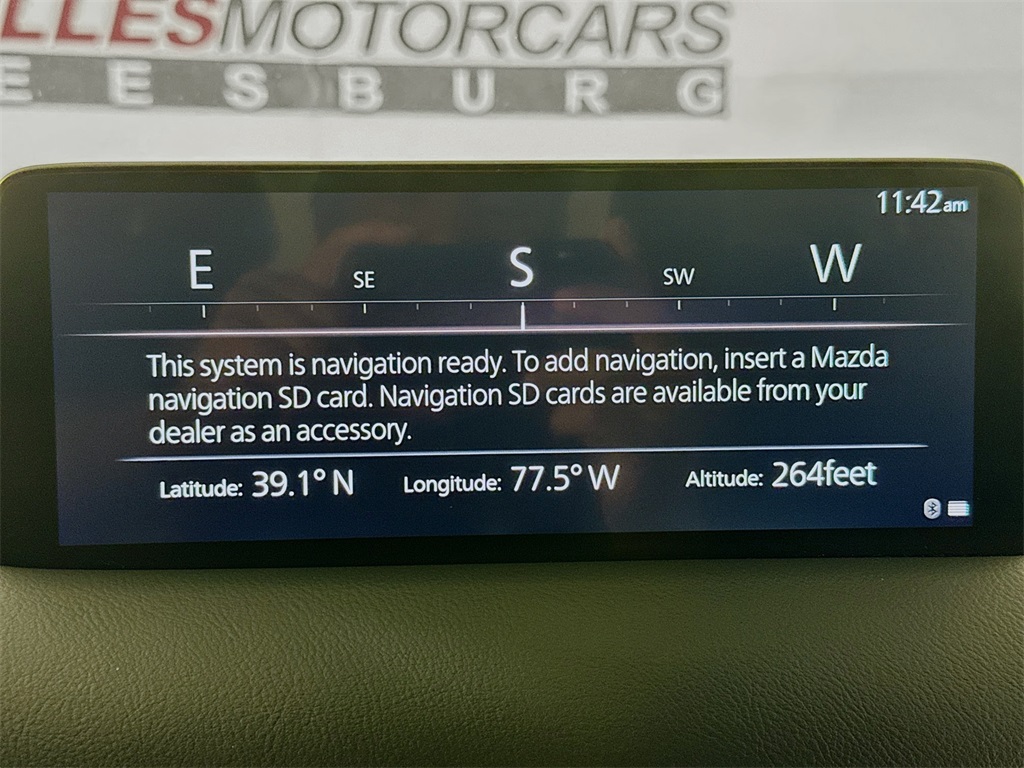 LLESMOTORCARS
EESBURG
11:42am
E SE S SW W
This system is navigation ready. To add navigation, insert a Mazda
navigation SD card. Navigation SD cards are available from your
dealer as an accessory.
Latitude: 39.1° N Longitude: 77.5° W Altitude: 264feet